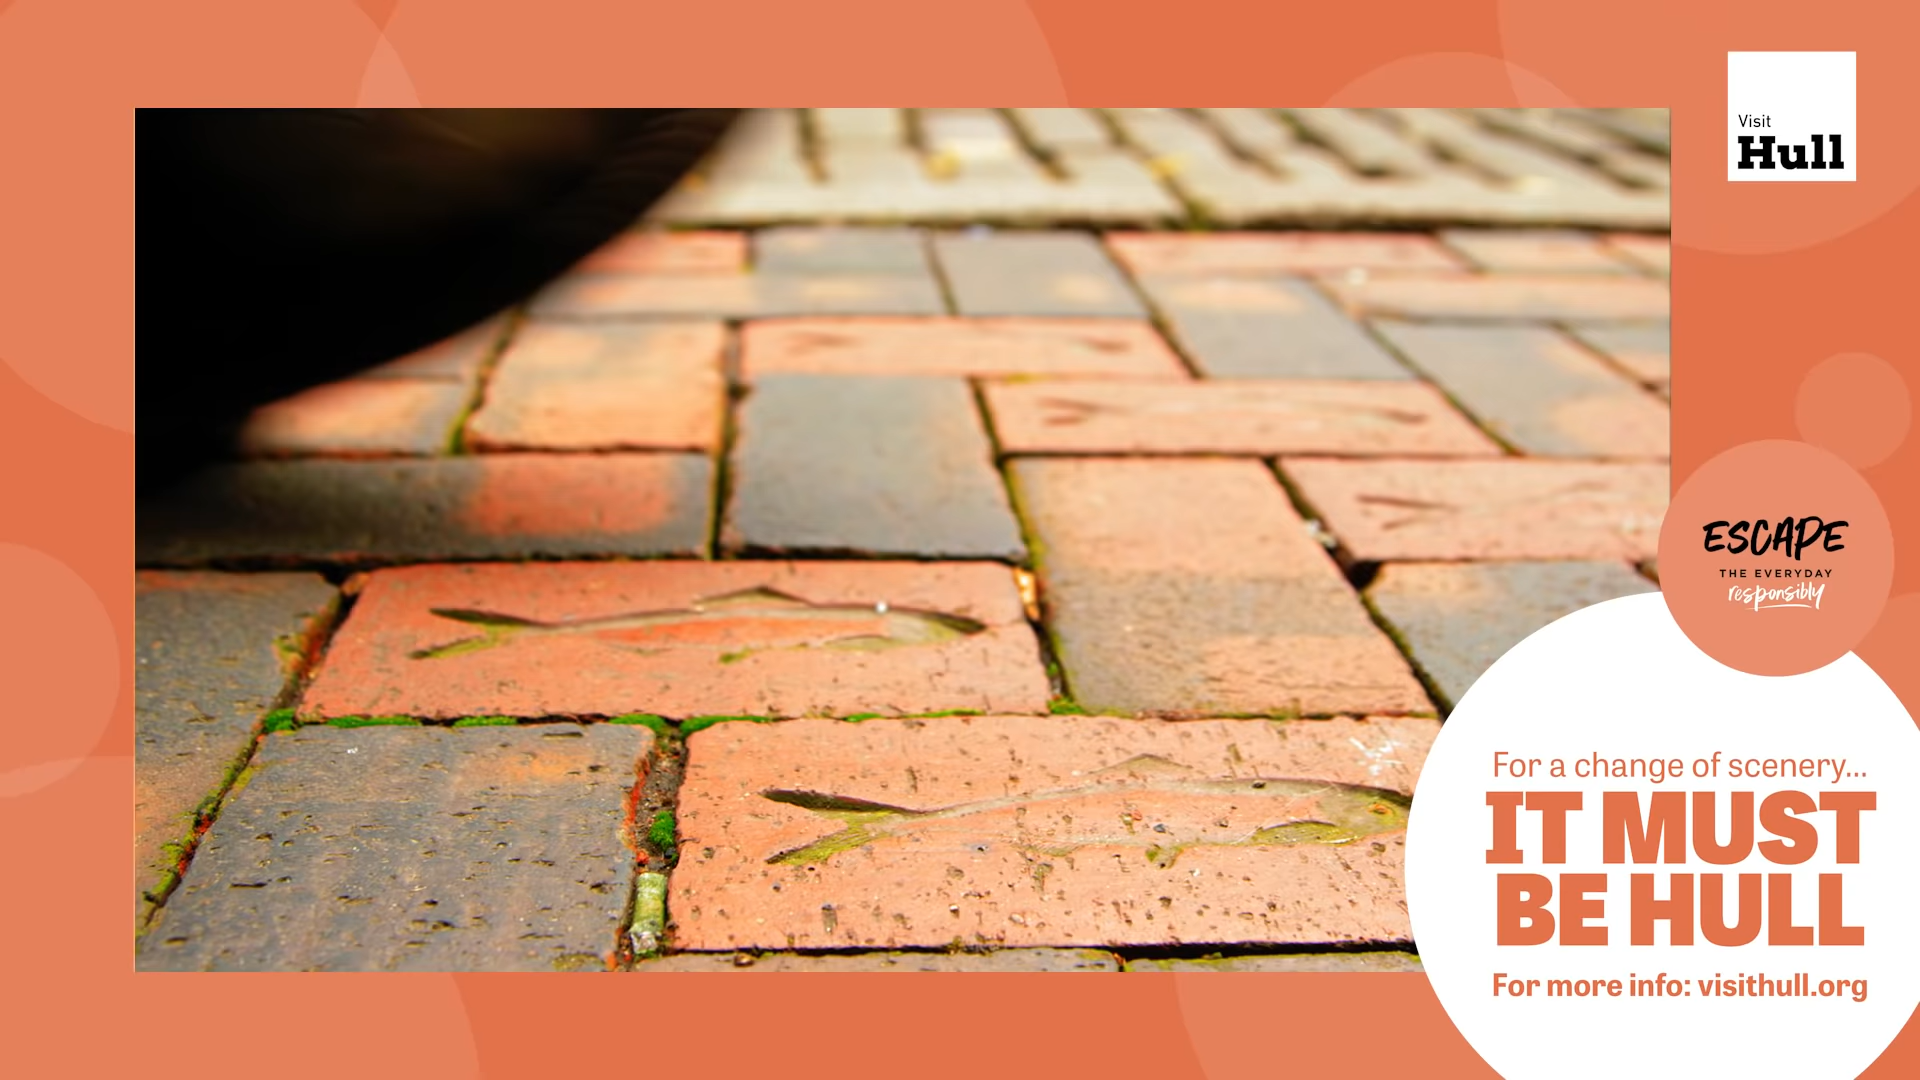 Visit
Hull
ESCAPE
THE EVERYDAY
responsibly
For a change of scenery...
IT MUST
BE HULL
For more info: visithull.org